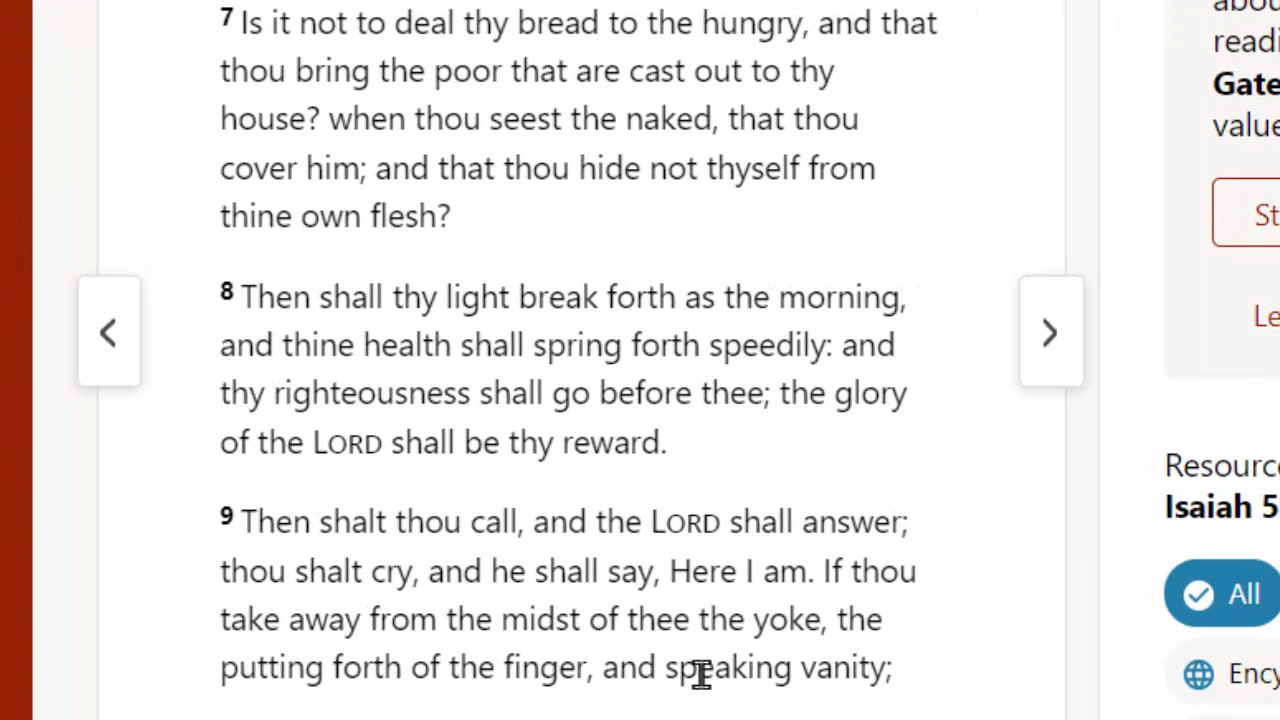 7 Is it not to deal thy bread to the hungry, and that
thou bring the poor that are cast out to thy
house? when thou seest the naked, that thou
cover him; and that thou hide not thyself from
thine own flesh?
8 Then shall thy light break forth as the morning,
and thine health shall spring forth speedily: and
thy righteousness shall go before thee; the glory
of the LORD shall be thy reward.
9 Then shalt thou call, and the LORD shall answer;
thou shalt cry, and he shall say, Here I am. If thou
take away from the midst of thee the yoke, the
putting forth of the finger, and speaking vanity;
readi
Gate
value
St
Le
Resourc
Isaiah 5
All
Ency